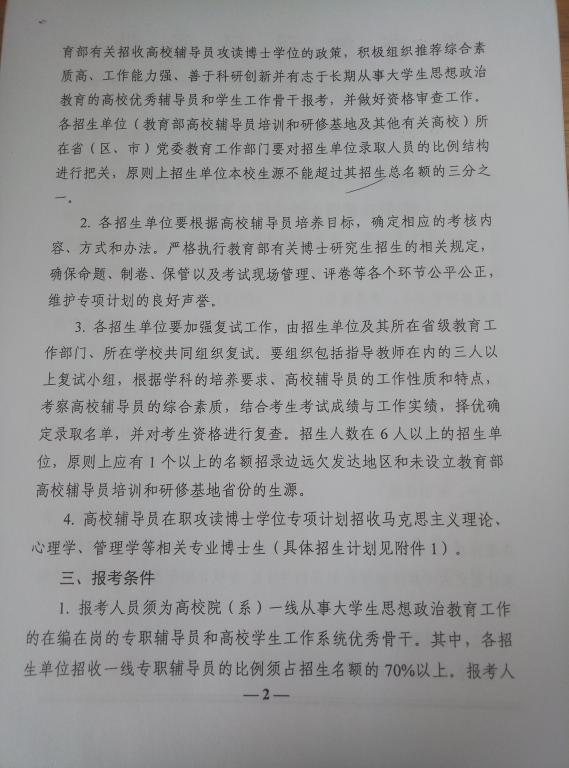 育部有关招收高校辅导员攻读博士学位的政策，积极组织推荐综合素
质高、工作能力强、善于科研创新并有志于长期从事大学生思想政治
教育的高校优秀辅导员和学生工作骨干报考，并做好资格审查工作。
各招生单位（教育部高校辅导员培训和研修基地及其他有关高校）所
在省（区、市）党委教育工作部门要对招生单位录取人员的比例结构
进行把关，原则上招生单位本校生源不能超过其招生总名额的三分之
一。
2. 各招生单位要根据高校辅导员培养目标，确定相应的考核内
容、方式和办法。严格执行教育部有关博士研究生招生的相关规定，
确保命题、制卷、保管以及考试现场管理、评卷等各个环节公平公正，
维护专项计划的良好声誉。
3. 各招生单位要加强复试工作，由招生单位及其所在省级教育工
作部门、所在学校共同组织复试。要组织包括指导教师在内的三人以
上复试小组，根据学科的培养要求、高校辅导员的工作性质和特点，
考察高校辅导员的综合素质，结合考生考试成绩与工作实绩，择优确
定录取名单，并对考生资格进行复查。招生人数在 6 人以上的招生单
位，原则上应有 1 个以上的名额招录边远欠发达地区和未设立教育部
高校辅导员培训和研修基地省份的生源。
4. 高校辅导员在职攻读博士学位专项计划招收马克思主义理论、
心理学、管理学等相关专业博士生（具体招生计划见附件 1）。
三、报考条件
1. 报考人员须为高校院（系）一线从事大学生思想政治教育工作
的在编在岗的专职辅导员和高校学生工作系统优秀骨干。其中，各招
生单位招收一线专职辅导员的比例须占招生名额的 70%以上。报考人
— 2 —